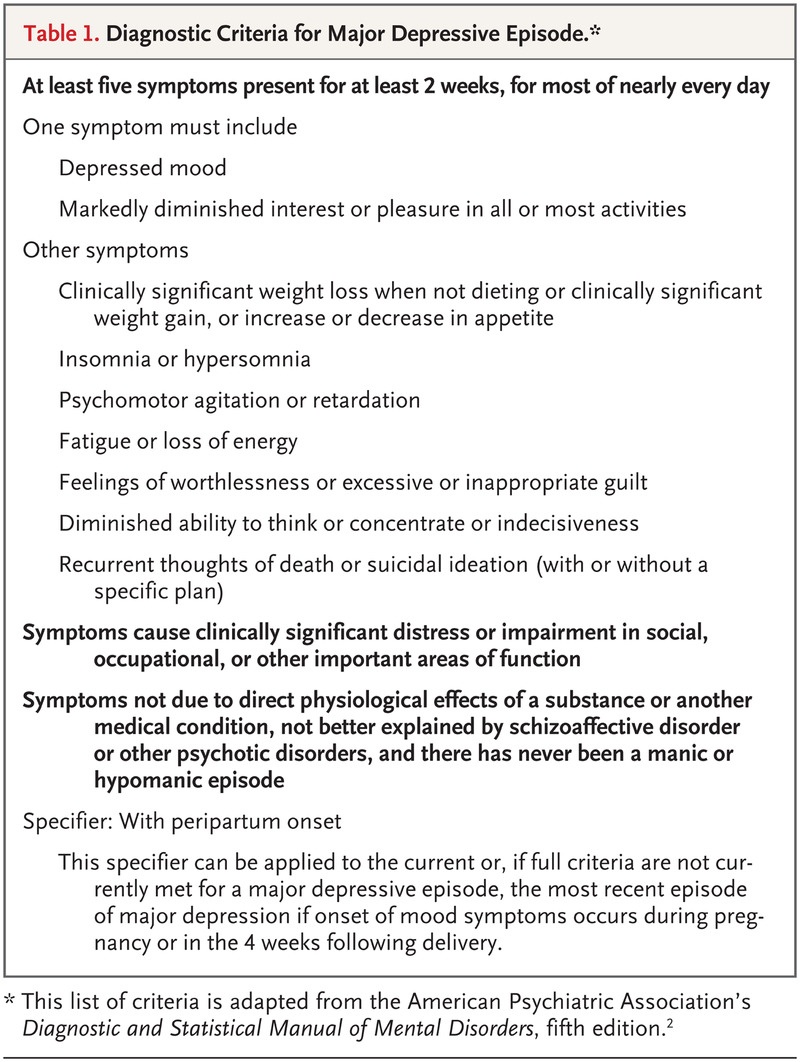 Table 1. Diagnostic Criteria for Major Depressive Episode.*
At least five symptoms present for at least 2 weeks, for most of nearly every day
One symptom must include
Depressed mood
Markedly diminished interest or pleasure in all or most activities
Other symptoms
Clinically significant weight loss when not dieting or clinically significant
weight gain, or increase or decrease in appetite
Insomnia or hypersomnia
Psychomotor agitation or retardation
Fatigue or loss of energy
Feelings of worthlessness or excessive or inappropriate guilt
Diminished ability to think or concentrate or indecisiveness
Recurrent thoughts of death or suicidal ideation (with or without a
specific plan)
Symptoms cause clinically significant distress or impairment in social,
occupational, or other important areas of function
Symptoms not due to direct physiological effects of a substance or another
medical condition, not better explained by schizoaffective disorder
or other psychotic disorders, and there has never been a manic or
hypomanic episode
Specifier: With peripartum onset
This specifier can be applied to the current or, if full criteria are not cur-
rently met for a major depressive episode, the most recent episode
of major depression if onset of mood symptoms occurs during preg-
nancy or in the 4 weeks following delivery.
* This list of criteria is adapted from the American Psychiatric Association's
Diagnostic and Statistical Manual of Mental Disorders, fifth edition.2